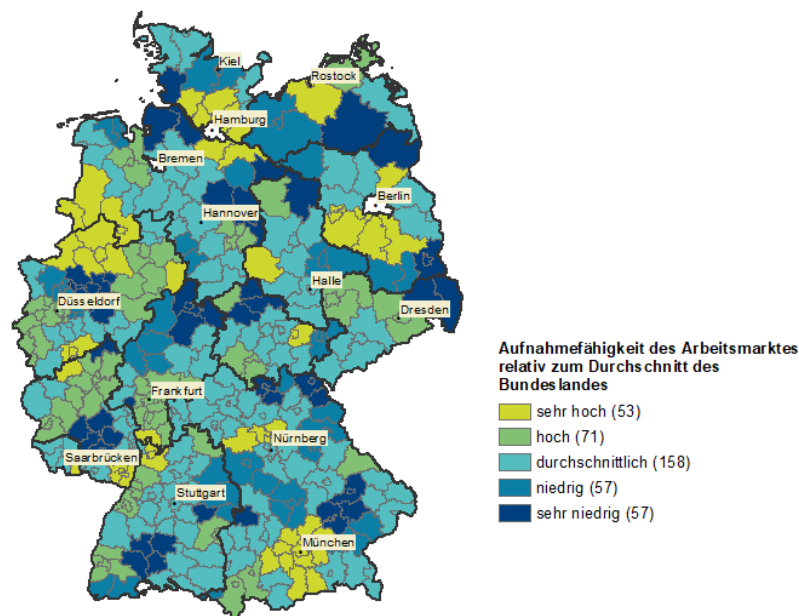 Kiel
Rostock
Hamburg
Bremen
Berlin
Hannover
Halle
Düsseldorf
Dresden
Frankfurt
Nürnberg
Saarbrücken
Stuttgart
München
Aufnahmefähigkeit des Arbeitsmarktes
relativ zum Durchschnitt des
Bundeslandes
sehr hoch (53)
hoch (71)
durchschnittlich (158)
niedrig (57)
sehr niedrig (57)